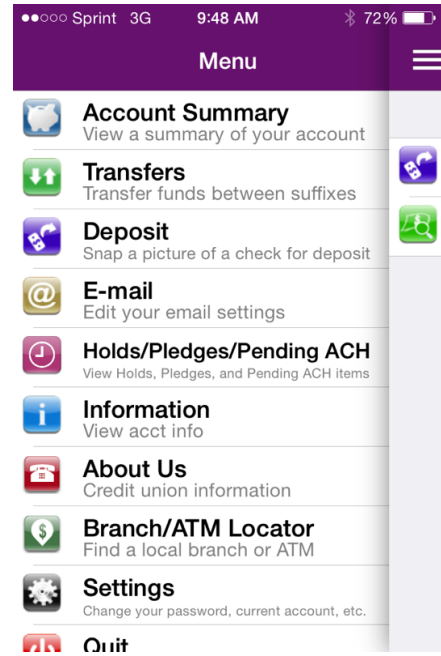 Sprint 3G 9:48 AM 72%
Menu
Account Summary
View a summary of your account
Transfers
Transfer funds between suffixes
Deposit
Snap a picture of a check for deposit
E-mail
Edit your email settings
Holds/Pledges/Pending ACH
View Holds, Pledges, and Pending ACH items
Information
View acct info
About Us
Credit union information
Branch/ATM Locator
Find a local branch or ATM
Settings
Change your password, current account, etc.
Quit